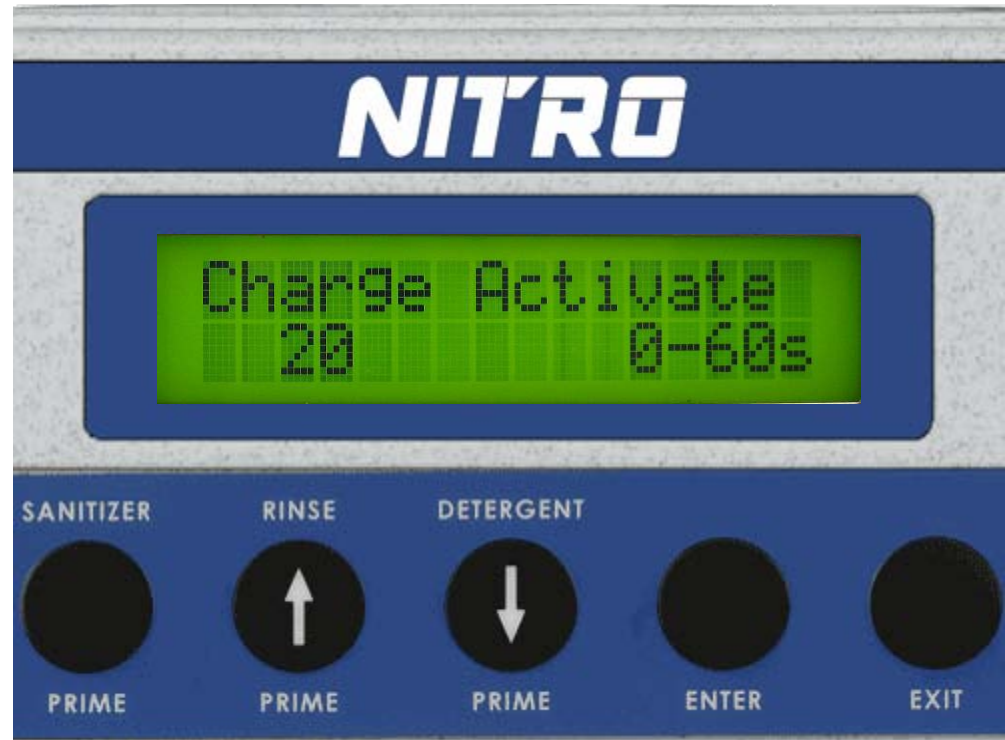 NITRO
Charge Activate
20 0-60s
SANITIZER RINSE DETERGENT
PRIME PRIME PRIME ENTER EXIT